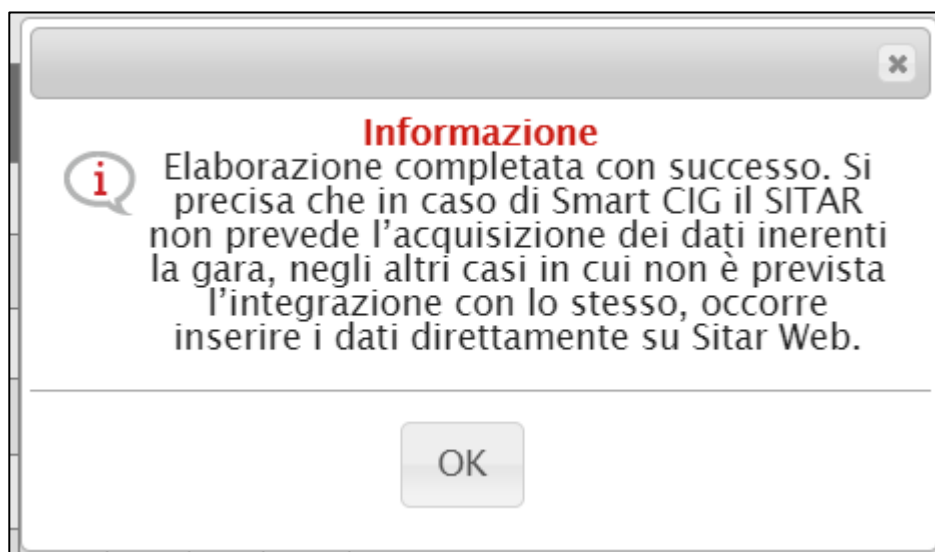 Informazione
Elaborazione completata con successo. Si
precisa che in caso di Smart CIG il SITAR
non prevede l'acquisizione dei dati inerenti
la gara, negli altri casi in cui non è prevista
l'integrazione con lo stesso, occorre
inserire i dati direttamente su Sitar Web.
OK